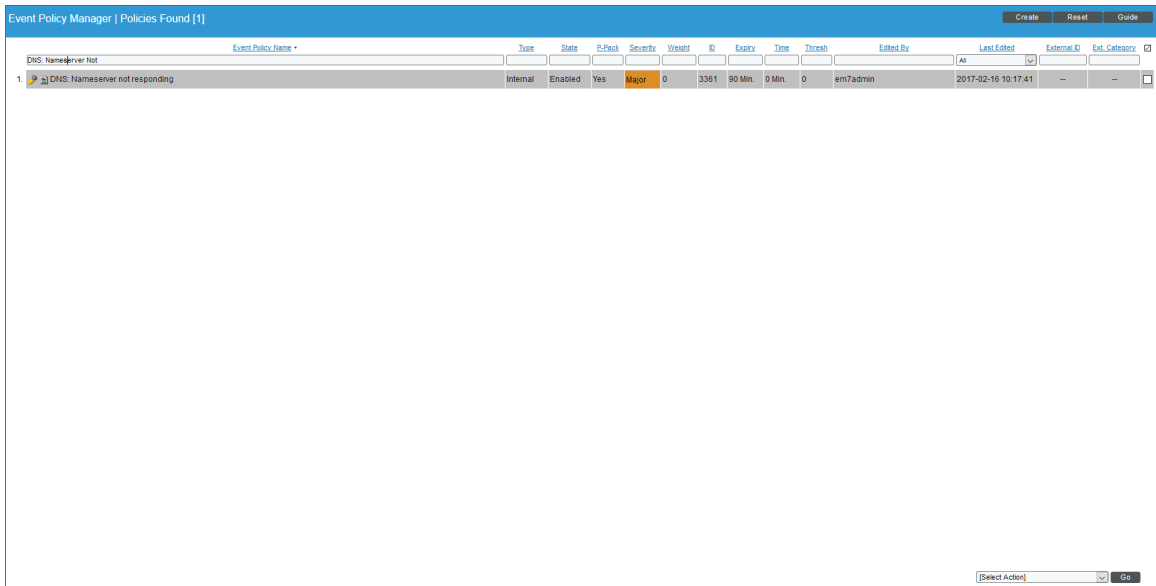 Event Policy Manager | Policies Found [1]
Create Reset Guide
Event Policy Name Type State P-Pack Severity Weight ID Expiry Time Thresh Edited By Last Edited External ID Ext. Category
DNS: Nameserver Not All
1. DNS: Nameserver not responding Internal Enabled Yes Major 0 3361 90 Min. 0 Min. 0 em7admin 2017-02-16 10:17:41 -- --
[Select Action] Go